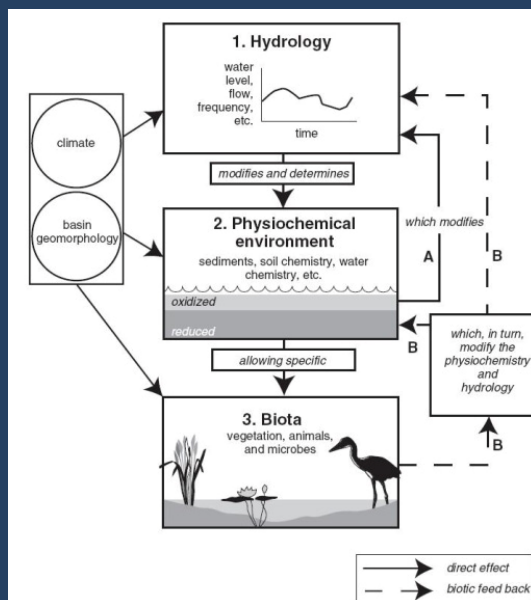 1. Hydrology
water
level,
flow,
frequency,
etc.
time
climate
modifies and determines
basin
geomorphology
2. Physiochemical
environment
sediments, soil chemistry, water
chemistry, etc.
oxidized
reduced
which modifies
A
B
B
which, in turn,
modify the
physiochemistry
and
hydrology
allowing specific
3. Biota
vegetation, animals,
and microbes
B
direct effect
biotic feed back